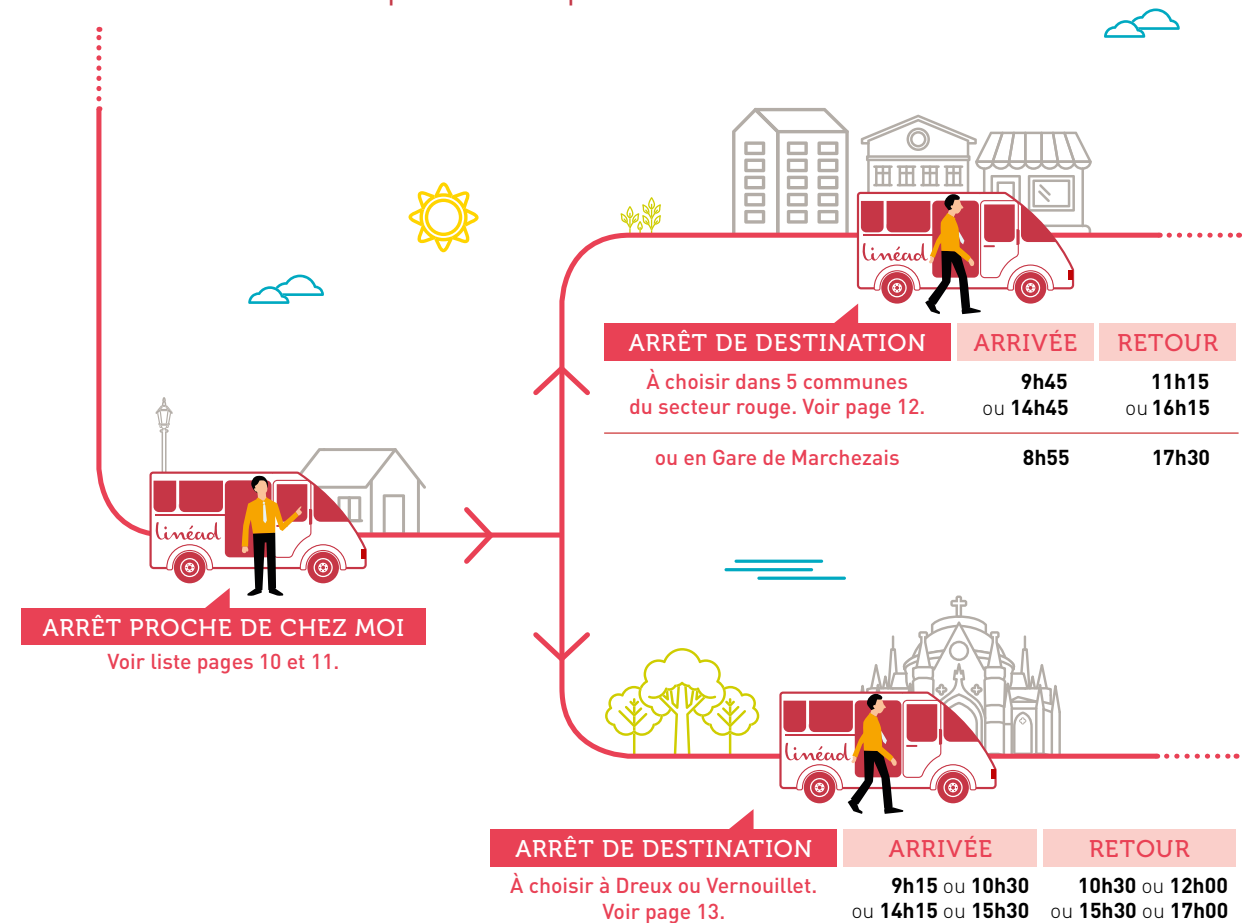 linéad
ARRÊT DE DESTINATION ARRIVÉE RETOUR
À choisir dans 5 communes 9h45 11h15
du secteur rouge. Voir page 12. ou 14h45 ou 16h15
ou en Gare de Marchezais 8h55 17h30
linéad
ARRÊT PROCHE DE CHEZ MOI
Voir liste pages 10 et 11.
linéad
ARRÊT DE DESTINATION ARRIVÉE RETOUR
À choisir à Dreux ou Vernouillet. 9h15 ou 10h30 10h30 ou 12h00
Voir page 13. ou 14h15 ou 15h30 ou 15h30 ou 17h00